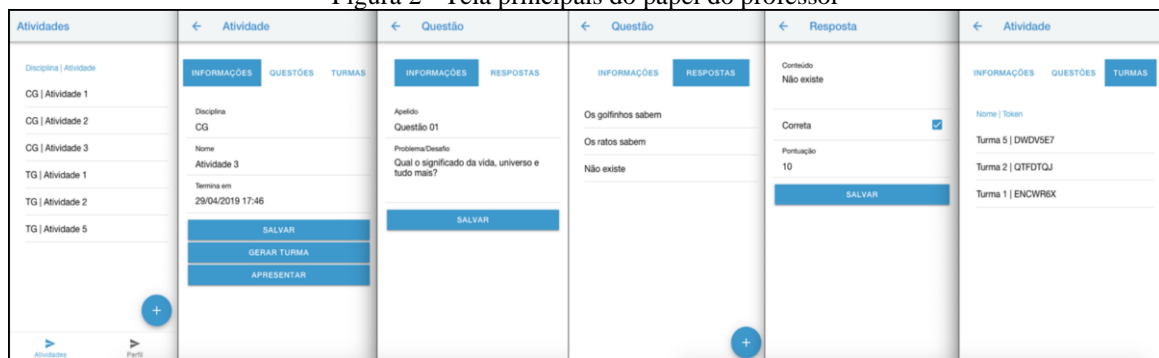 Figura 2 - Tela principais do papel do professor
Atividades
Disciplina | Atividade
CG | Atividade 1
CG | Atividade 2
CG | Atividade 3
TG | Atividade 1
TG | Atividade 2
TG | Atividade 5
+
Atividades
Perfil
← Atividade
INFORMAÇÕES QUESTÕES TURMAS
Disciplina
CG
Nome
Atividade 3
Termina em
29/04/2019 17:46
SALVAR
GERAR TURMA
APRESENTAR
← Questão
INFORMAÇÕES RESPOSTAS
Apelido
Questão 01
Problema/Desafio
Qual o significado da vida, universo e
tudo mais?
SALVAR
← Questão
INFORMAÇÕES RESPOSTAS
Os golfinhos sabem
Os ratos sabem
Não existe
+
← Resposta
Conteúdo
Não existe
Correta
Pontuação
10
SALVAR
← Atividade
INFORMAÇÕES QUESTÕES TURMAS
Nome | Token
Turma 5 | DWDV5E7
Turma 2 | QTFDTQJ
Turma 1 | ENCWR6X